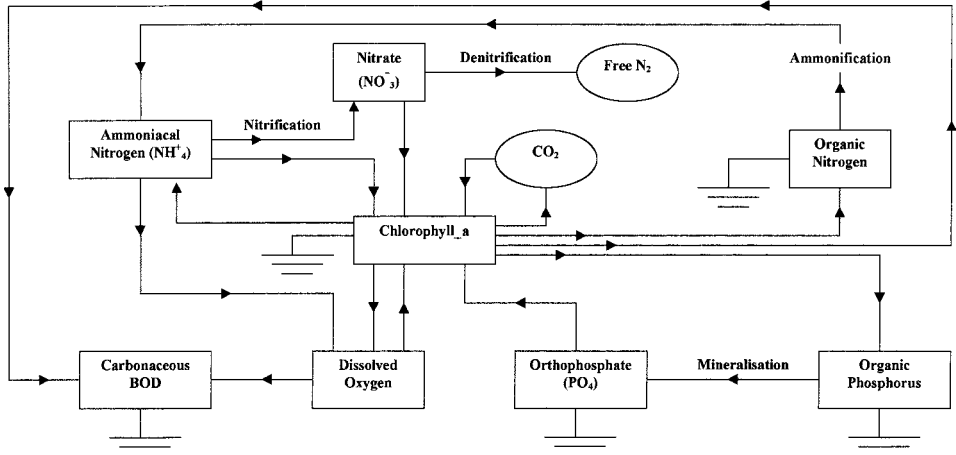 Nitrate
(NO⁻₃)
Denitrification
Free N₂
Ammonification
Ammoniacal
Nitrogen (NH⁺₄)
Nitrification
CO₂
Organic
Nitrogen
Chlorophyll_a
Carbonaceous
BOD
Dissolved
Oxygen
Orthophosphate
(PO₄)
Mineralisation
Organic
Phosphorus